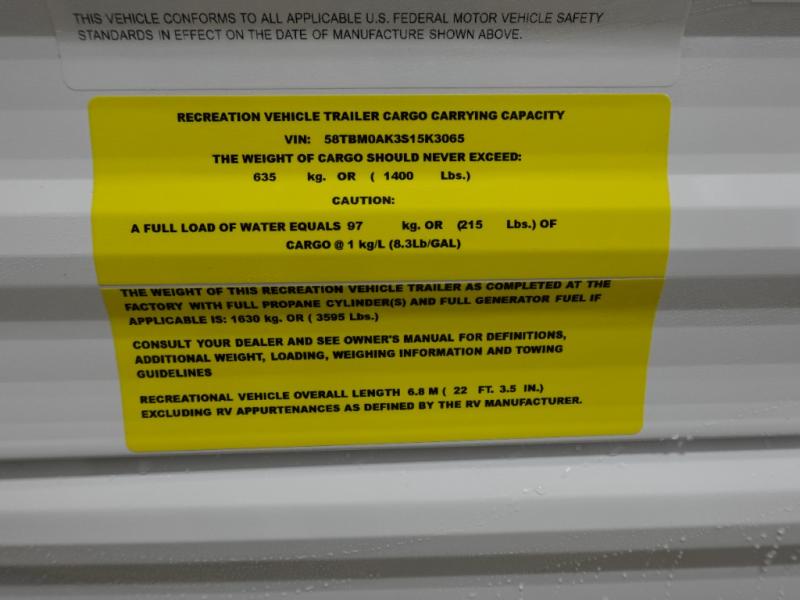 THIS VEHICLE CONFORMS TO ALL APPLICABLE U.S. FEDERAL MOTOR VEHICLE SAFETY
STANDARDS IN EFFECT ON THE DATE OF MANUFACTURE SHOWN ABOVE.
RECREATION VEHICLE TRAILER CARGO CARRYING CAPACITY
VIN: 58TBM0AK3S15K3065
THE WEIGHT OF CARGO SHOULD NEVER EXCEED:
635 kg. OR ( 1400 Lbs.)
CAUTION:
A FULL LOAD OF WATER EQUALS 97 kg. OR (215 Lbs.) OF
CARGO @ 1 kg/L (8.3Lb/GAL)
THE WEIGHT OF THIS RECREATION VEHICLE TRAILER AS COMPLETED AT THE
FACTORY WITH FULL PROPANE CYLINDER(S) AND FULL GENERATOR FUEL IF
APPLICABLE IS: 1630 kg. OR ( 3595 Lbs.)
CONSULT YOUR DEALER AND SEE OWNER'S MANUAL FOR DEFINITIONS,
ADDITIONAL WEIGHT, LOADING, WEIGHING INFORMATION AND TOWING
GUIDELINES
RECREATIONAL VEHICLE OVERALL LENGTH 6.8 M ( 22 FT. 3.5 IN.)
EXCLUDING RV APPURTENANCES AS DEFINED BY THE RV MANUFACTURER.